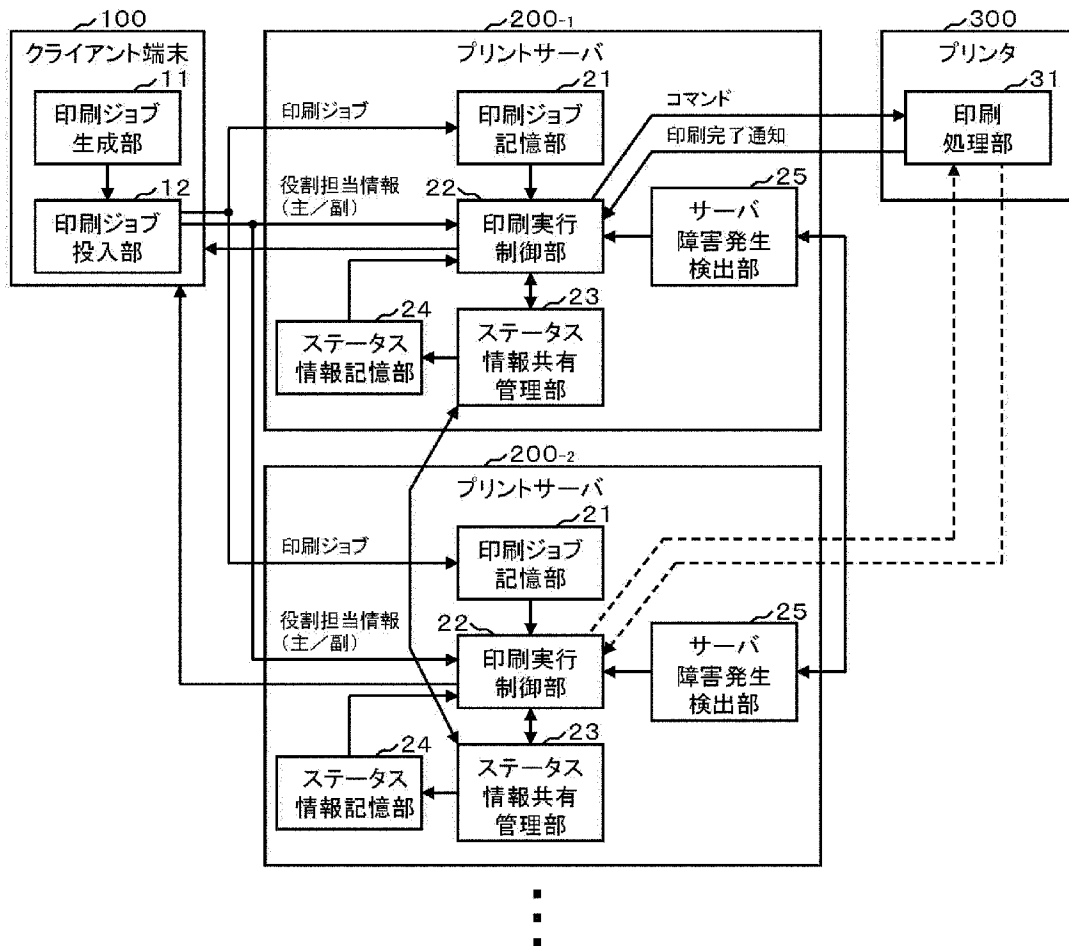 100
クライアント端末
11
印刷ジョブ
生成部
12
印刷ジョブ
投入部
200-1
プリントサーバ
印刷ジョブ
21
印刷ジョブ
記憶部
役割担当情報
(主/副)
22
印刷実行
制御部
コマンド
印刷完了通知
25
サーバ
障害発生
検出部
24
ステータス
情報記憶部
23
ステータス
情報共有
管理部
300
プリンタ
31
印刷
処理部
200-2
プリントサーバ
印刷ジョブ
21
印刷ジョブ
記憶部
役割担当情報
(主/副)
22
印刷実行
制御部
25
サーバ
障害発生
検出部
24
ステータス
情報記憶部
23
ステータス
情報共有
管理部